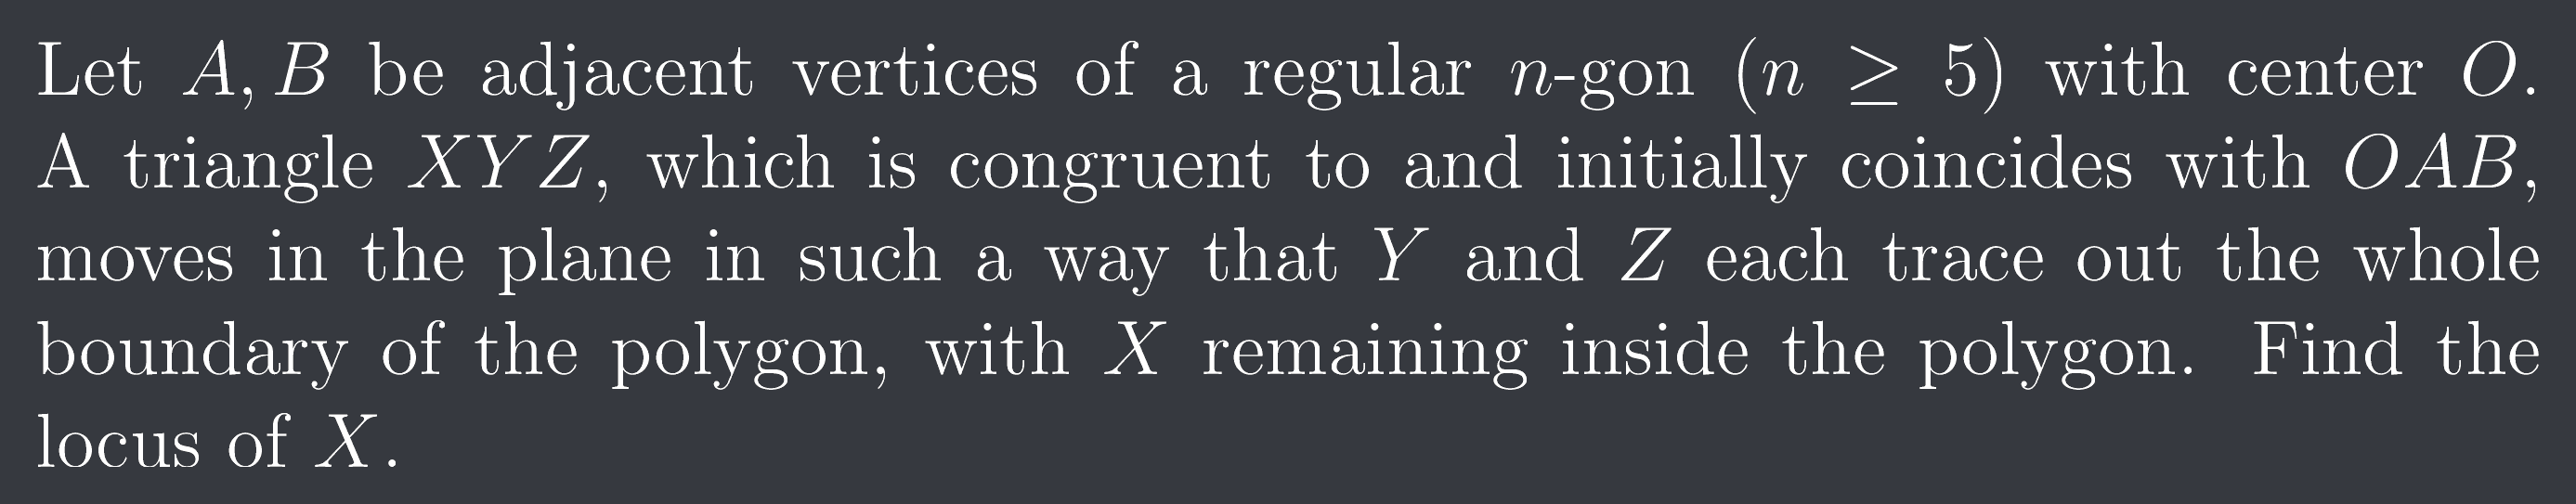 Let A, B be adjacent vertices of a regular n-gon (n ≥ 5) with center O.
A triangle XYZ, which is congruent to and initially coincides with OAB,
moves in the plane in such a way that Y and Z each trace out the whole
boundary of the polygon, with X remaining inside the polygon. Find the
locus of X.